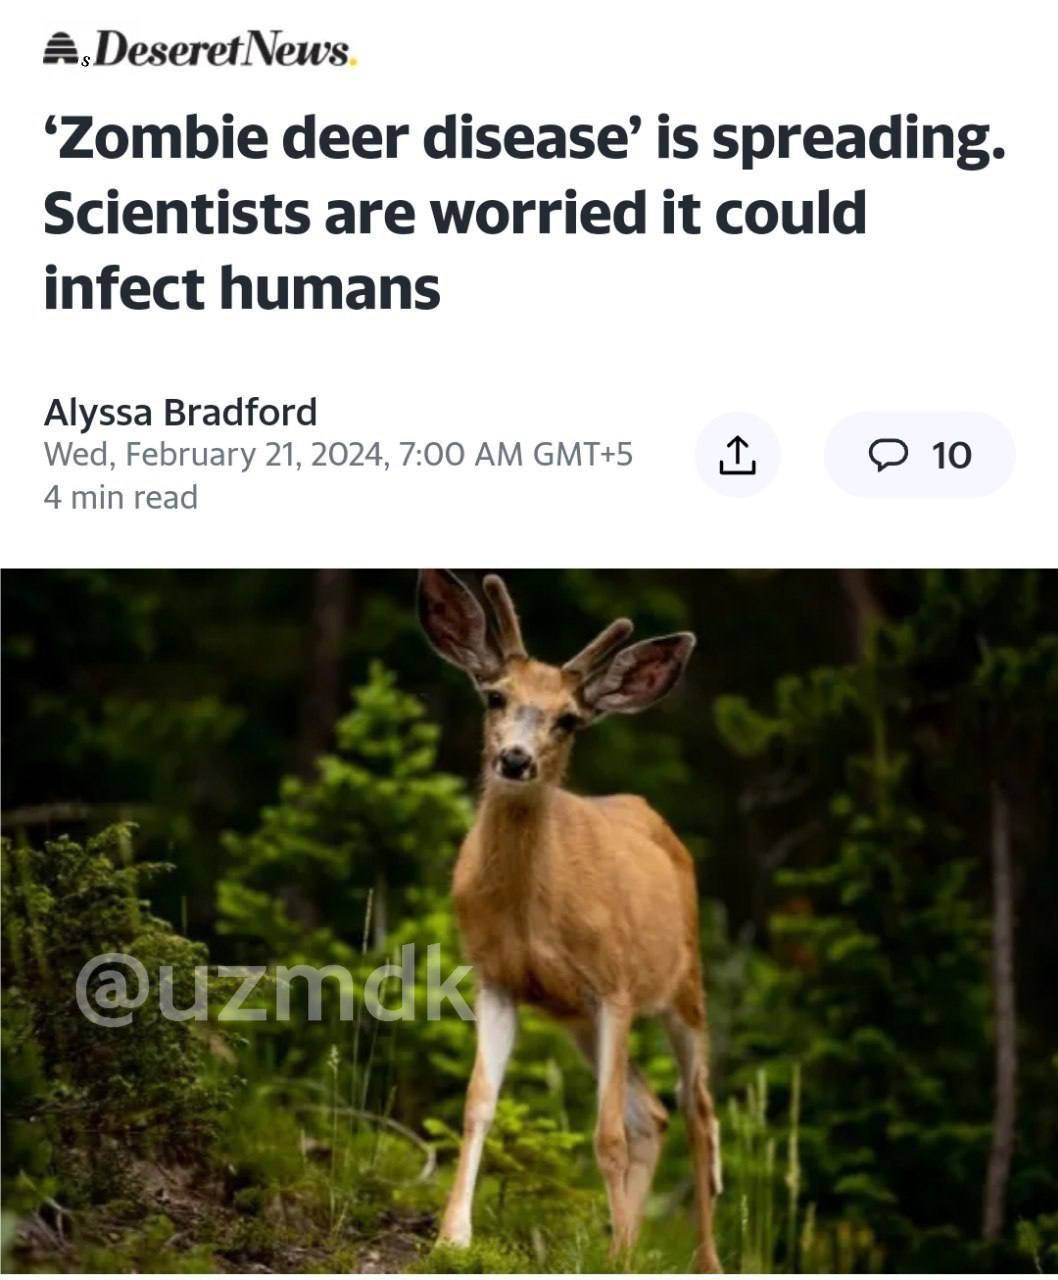 s Deseret News.
‘Zombie deer disease’ is spreading.
Scientists are worried it could
infect humans
Alyssa Bradford
Wed, February 21, 2024, 7:00 AM GMT+5
10
4 min read
@uzmdk